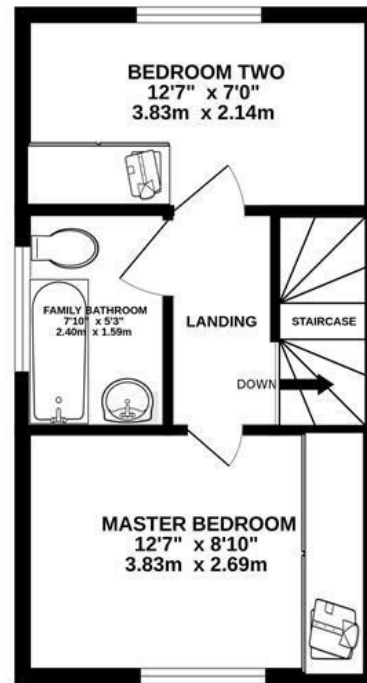 BEDROOM TWO
12'7" x 7'0"
3.83m x 2.14m
FAMILY BATHROOM
7'10" x 5'3"
2.40m x 1.59m
LANDING
STAIRCASE
DOWN
MASTER BEDROOM
12'7" x 8'10"
3.83m x 2.69m